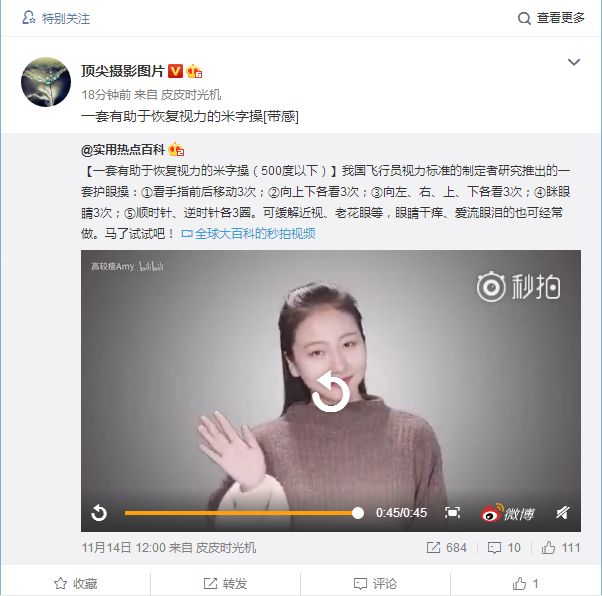 特别关注
查看更多
顶尖摄影图片
18分钟前 来自 皮皮时光机
一套有助于恢复视力的米字操[带感]
@实用热点百科
【一套有助于恢复视力的米字操（500度以下）】我国飞行员视力标准的制定者研究推出的一
套护眼操：①看手指前后移动3次；②向上下各看3次；③向左、右、上、下各看3次；④眯眼
睛3次；⑤顺时针、逆时针各3圈。可缓解近视、老花眼等，眼睛干痒、爱流眼泪的也可经常
做。马了试试吧！ 全球大百科的秒拍视频
高较瘦Amy bilibili
秒拍
0:45/0:45
微博
11月14日 12:00 来自 皮皮时光机
684
10
111
收藏
转发
评论
1